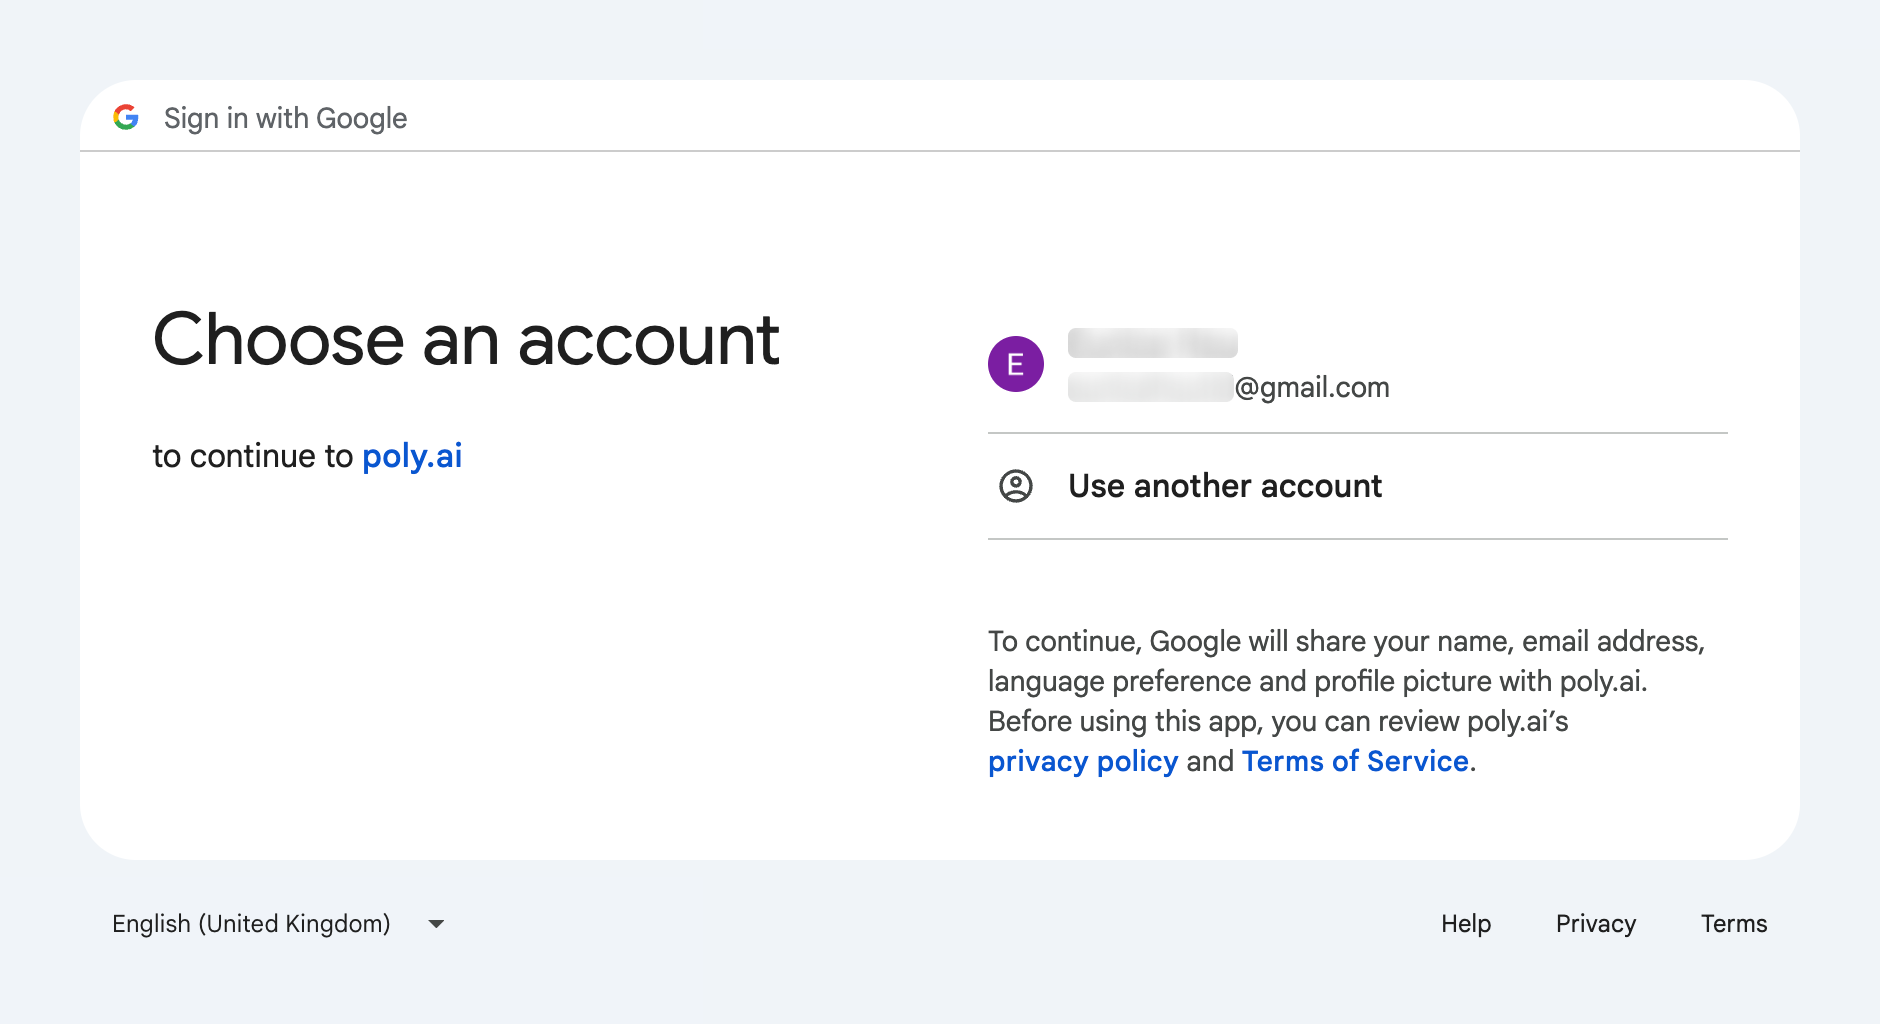 Sign in with Google
Choose an account
to continue to poly.ai
E
@gmail.com
Use another account
To continue, Google will share your name, email address,
language preference and profile picture with poly.ai.
Before using this app, you can review poly.ai’s
privacy policy and Terms of Service.
English (United Kingdom)
Help Privacy Terms